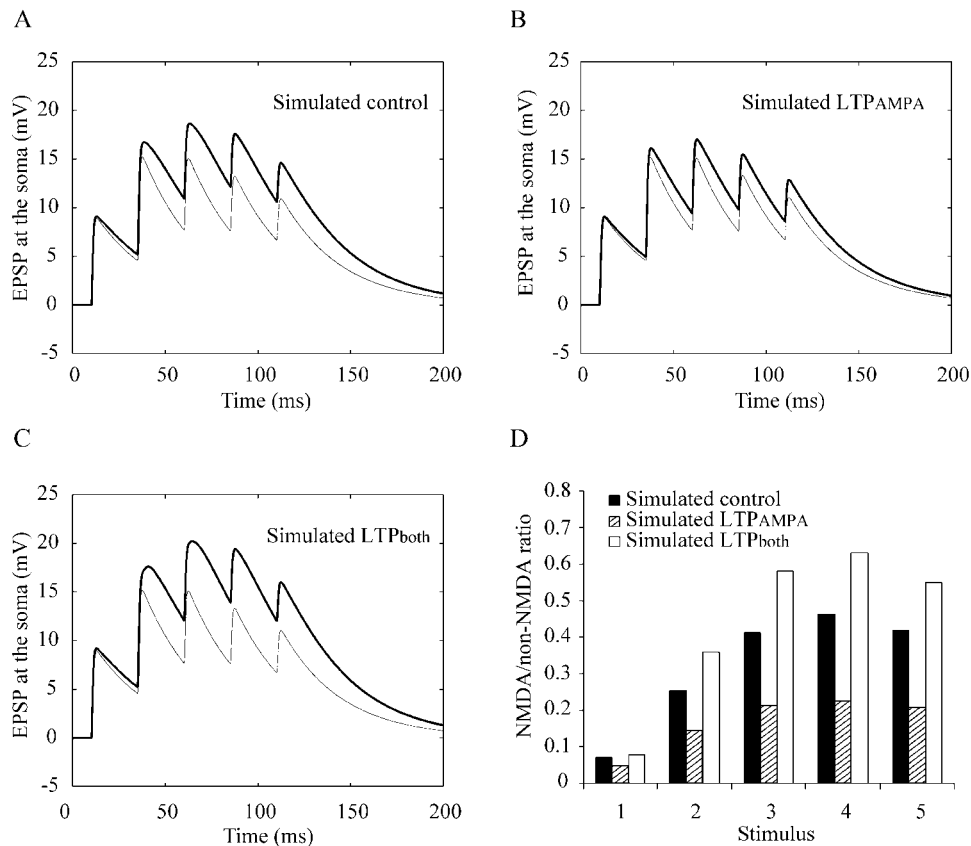 A
25
20
15
10
5
0
-5
EPSP at the soma (mV)
Simulated control
0 50 100 150 200
Time (ms)
B
25
20
15
10
5
0
-5
EPSP at the soma (mV)
Simulated LTPAMPA
0 50 100 150 200
Time (ms)
C
25
20
15
10
5
0
-5
EPSP at the soma (mV)
Simulated LTPboth
0 50 100 150 200
Time (ms)
D
0.8
0.7
0.6
0.5
0.4
0.3
0.2
0.1
0
NMDA/non-NMDA ratio
Simulated control
Simulated LTPAMPA
Simulated LTPboth
1 2 3 4 5
Stimulus